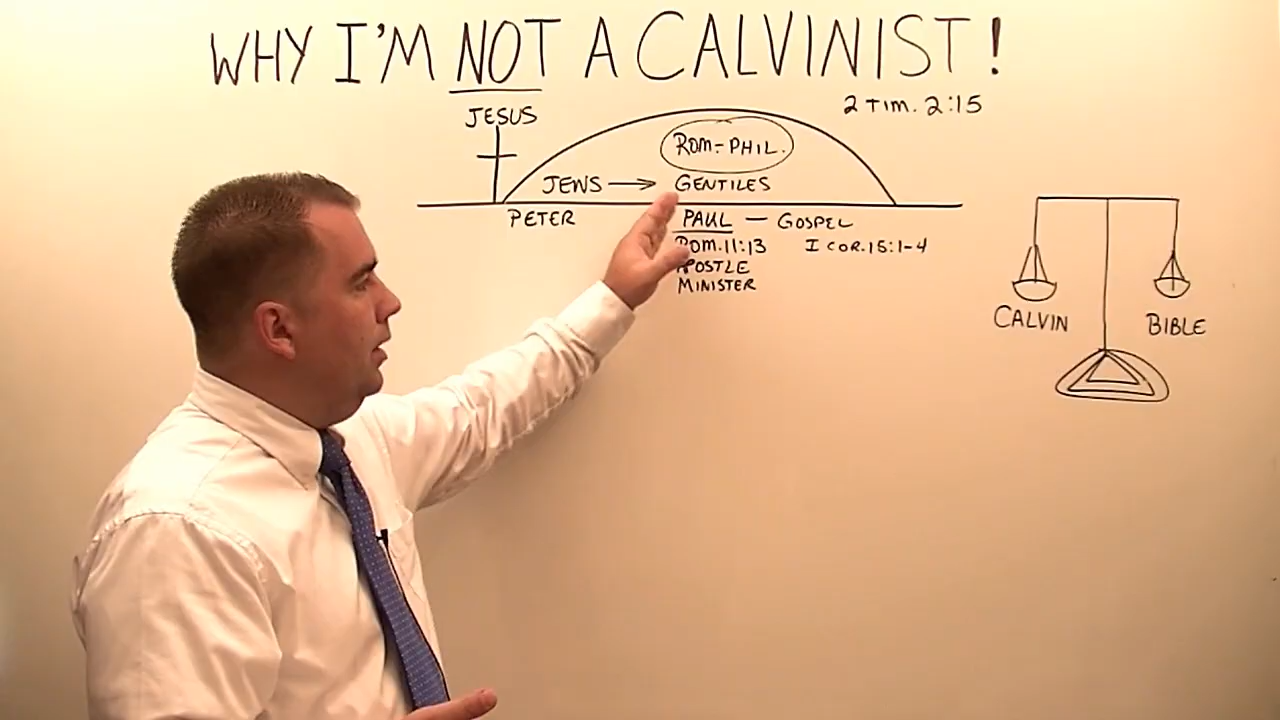 WHY I'M NOT A CALVINIST!
JESUS
2 TIM. 2:15
ROM-PHIL.
JEWS → GENTILES
PETER
PAUL — GOSPEL
ROM.11:13 I COR.15:1-4
APOSTLE
MINISTER
CALVIN
BIBLE